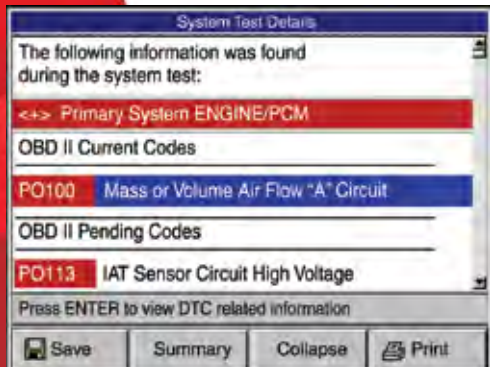 System Test Details
The following information was found
during the system test:
<+> Primary System ENGINE/PCM
OBD II Current Codes
PO100 Mass or Volume Air Flow "A" Circuit
OBD II Pending Codes
PO113 IAT Sensor Circuit High Voltage
Press ENTER to view DTC related information
Save Summary Collapse Print